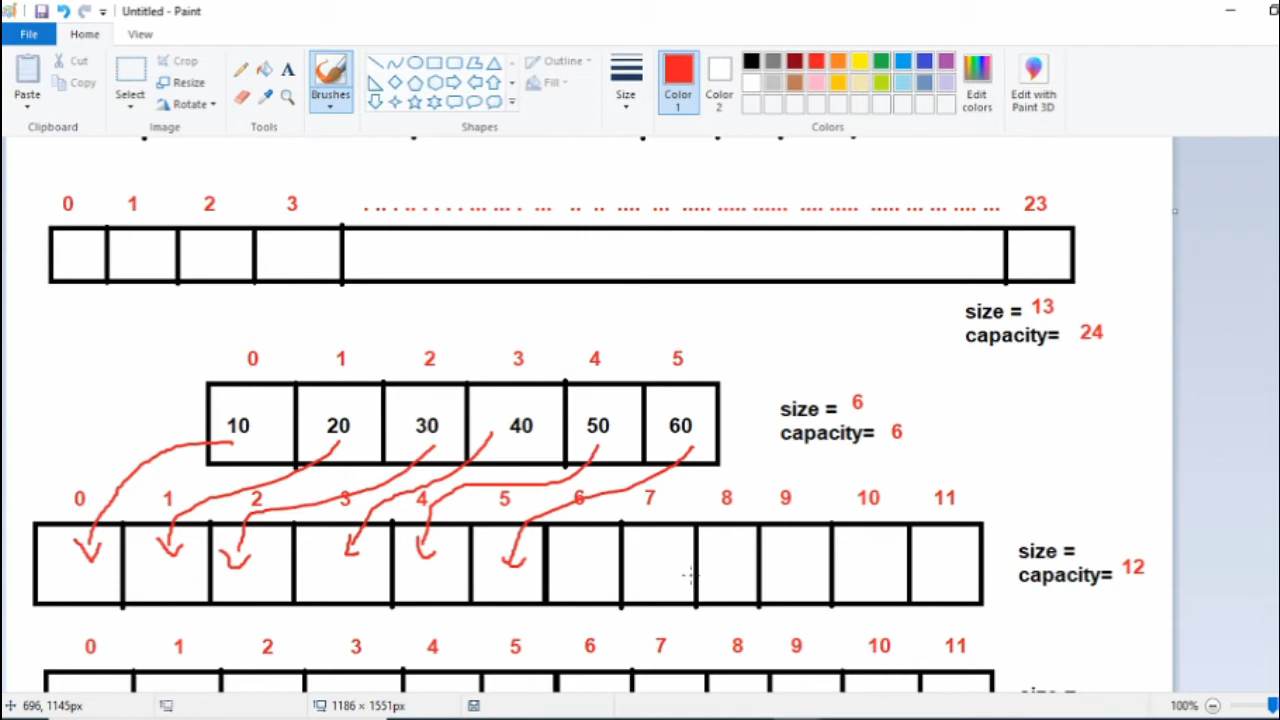 Untitled - Paint
File Home View
Paste Cut Copy
Clipboard
Select Crop Resize Rotate
Image
A
Tools
Brushes
Outline Fill
Shapes
Size
Color 1
Color 2
Edit colors
Colors
Edit with Paint 3D
0 1 2 3 23
size = 13
capacity= 24
0 1 2 3 4 5
10 20 30 40 50 60
size = 6
capacity= 6
0 1 2 3 4 5 6 7 8 9 10 11
size =
capacity= 12
0 1 2 3 4 5 6 7 8 9 10 11
696, 1145px 1186 × 1551px 100%